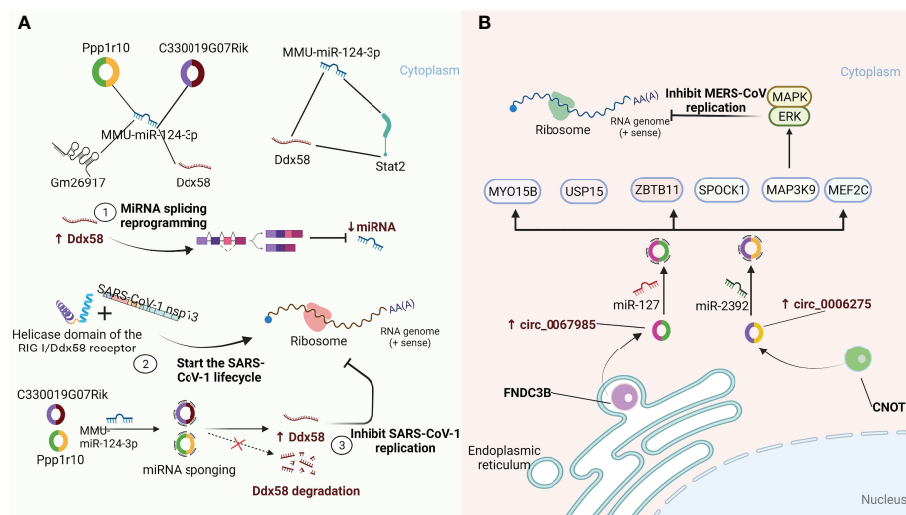 A
Ppp1r10
C330019G07Rik
MMU-miR-124-3p
Gm26917
Ddx58
MMU-miR-124-3p
Ddx58
Stat2
Cytoplasm
1
MiRNA splicing
reprogramming
↑ Ddx58
↓miRNA
SARS-CoV-1 nsp13
+
Helicase domain of the
RIG I/Ddx58 receptor
2
Start the SARS-
CoV-1 lifecycle
Ribosome
AA(A)
RNA genome
(+ sense)
C330019G07Rik
Ppp1r10
MMU-
miR-124-3p
miRNA sponging
↑ Ddx58
Ddx58 degradation
3
Inhibit SARS-CoV-1
replication
B
Cytoplasm
Ribosome
AA(A)
RNA genome
(+ sense)
Inhibit MERS-CoV
replication
MAPK
ERK
MYO15B
USP15
ZBTB11
SPOCK1
MAP3K9
MEF2C
miR-127
miR-2392
↑ circ_0067985
↑ circ_0006275
FNDC3B
CNOT
Endoplasmic
reticulum
Nucleus